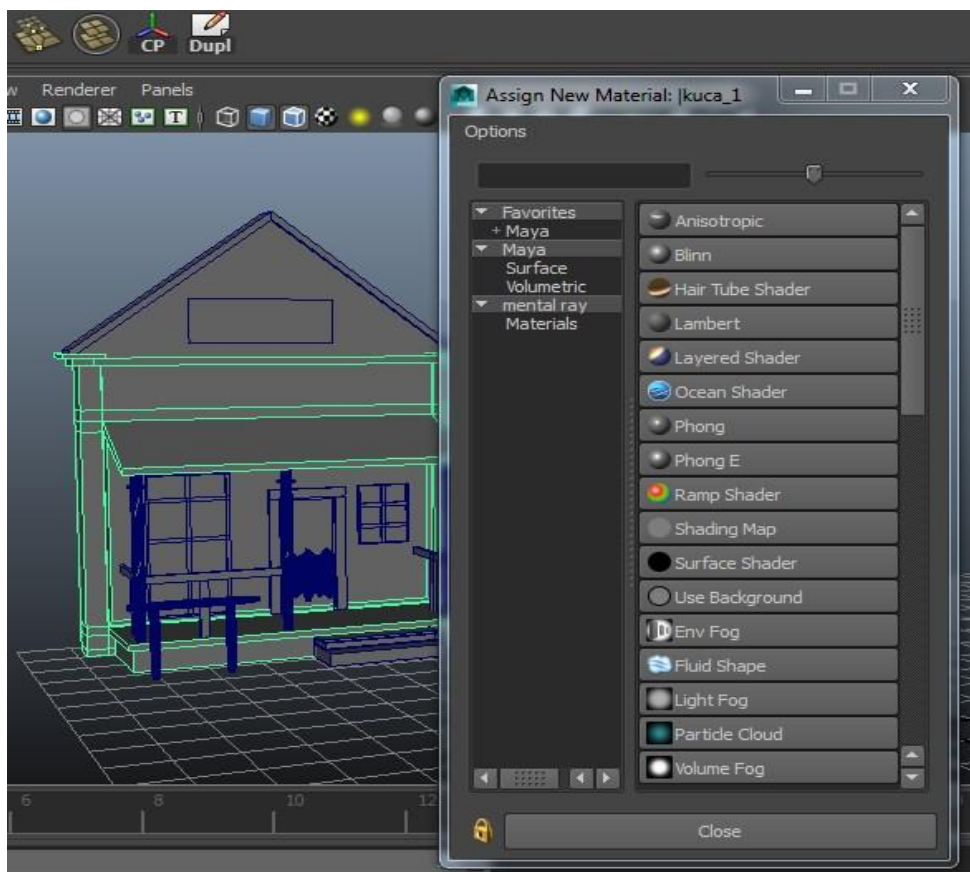 CP Dupl
w Renderer Panels
T
Assign New Material: |kuca_1
Options
Favorites
+ Maya
Maya
Surface
Volumetric
mental ray
Materials
Anisotropic
Blinn
Hair Tube Shader
Lambert
Layered Shader
Ocean Shader
Phong
Phong E
Ramp Shader
Shading Map
Surface Shader
Use Background
Env Fog
Fluid Shape
Light Fog
Particle Cloud
Volume Fog
6 8 10 12
Close